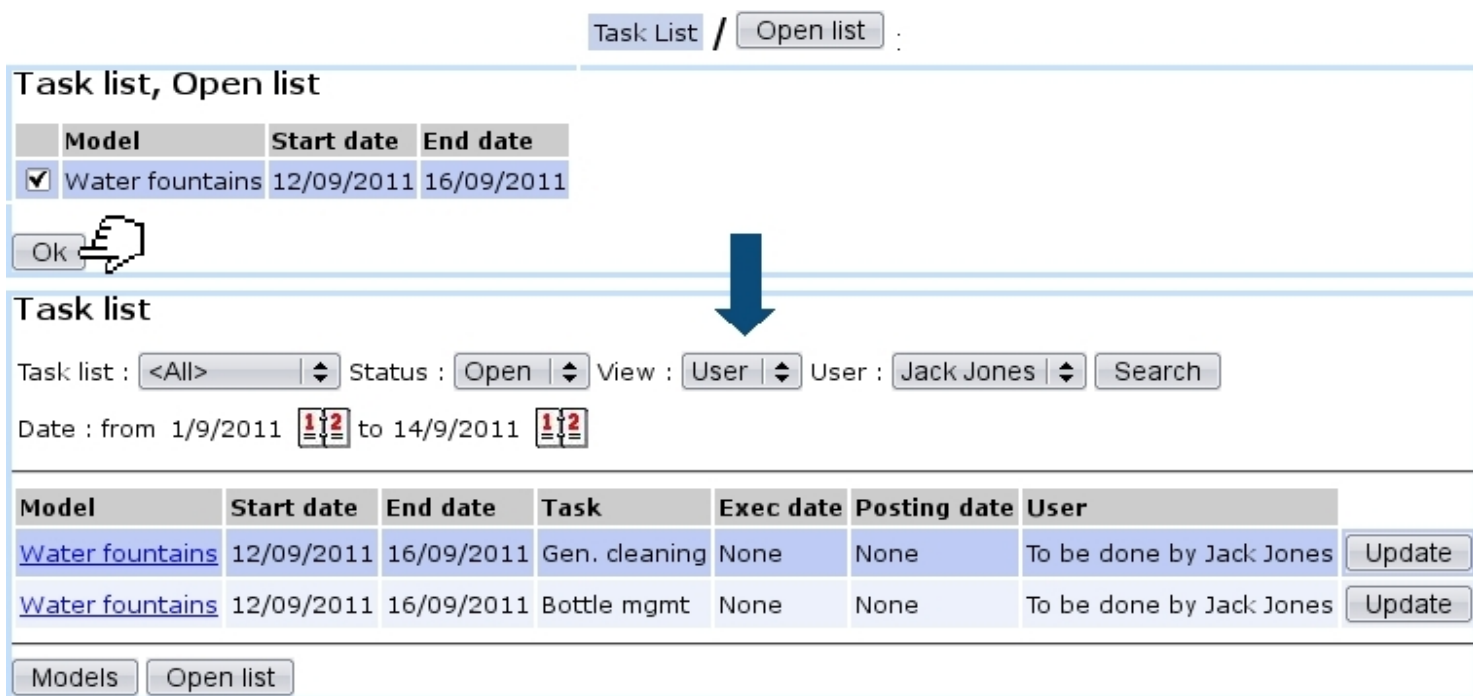 Task List / Open list :
Task list, Open list
Model Start date End date
Water fountains 12/09/2011 16/09/2011
Ok
Task list
Task list : <All> Status : Open View : User User : Jack Jones Search
Date : from 1/9/2011 1 2 to 14/9/2011 1 2
Model Start date End date Task Exec date Posting date User
Water fountains 12/09/2011 16/09/2011 Gen. cleaning None None To be done by Jack Jones Update
Water fountains 12/09/2011 16/09/2011 Bottle mgmt None None To be done by Jack Jones Update
Models Open list